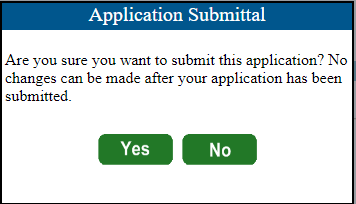 Application Submittal
Are you sure you want to submit this application? No
changes can be made after your application has been
submitted.
Yes No